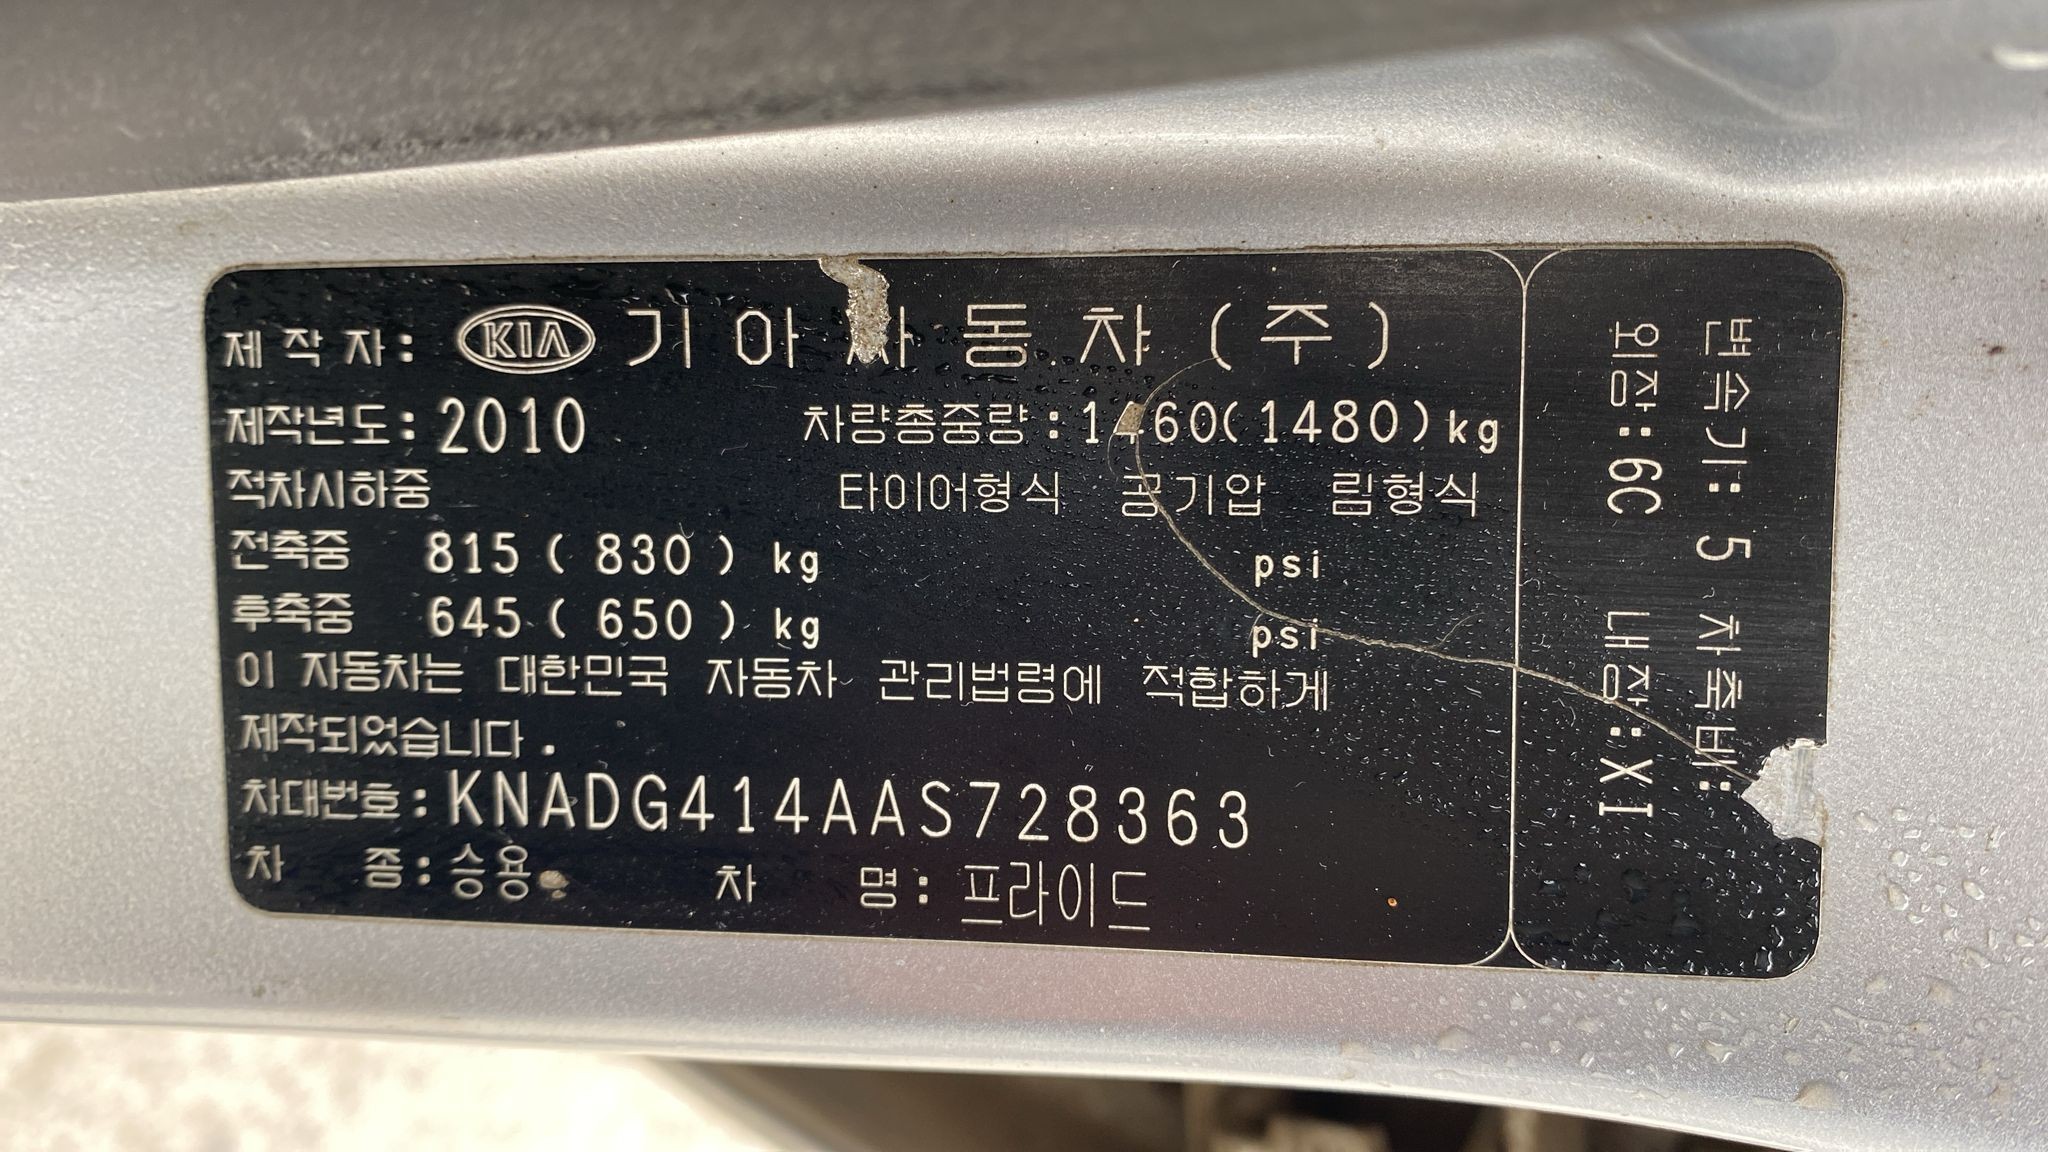 제 작 자 : KIA 기 아 자 동 차 ( 주 )
제작년도 : 2010 차량총중량 : 1460(1480) kg
적차시하중 타이어형식 공기압 림형식
전축중 815 ( 830 ) kg psi
후축중 645 ( 650 ) kg psi
이 자동차는 대한민국 자동차 관리법령에 적합하게
제작되었습니다 .
차대번호 : KNADG414AAS728363
차 종 : 승용 차 명 : 프라이드
변속기: 5 차축비:
외장:6C 내장:XI